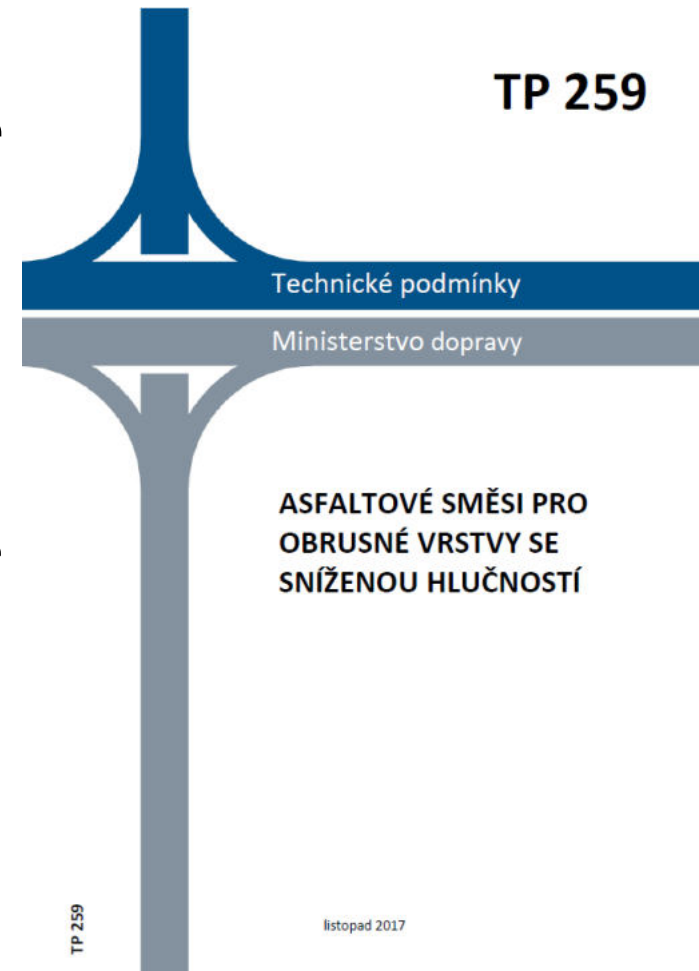 TP 259
Technické podmínky
Ministerstvo dopravy
ASFALTOVÉ SMĚSI PRO
OBRUSNÉ VRSTVY SE
SNÍŽENOU HLUČNOSTÍ
TP 259
listopad 2017